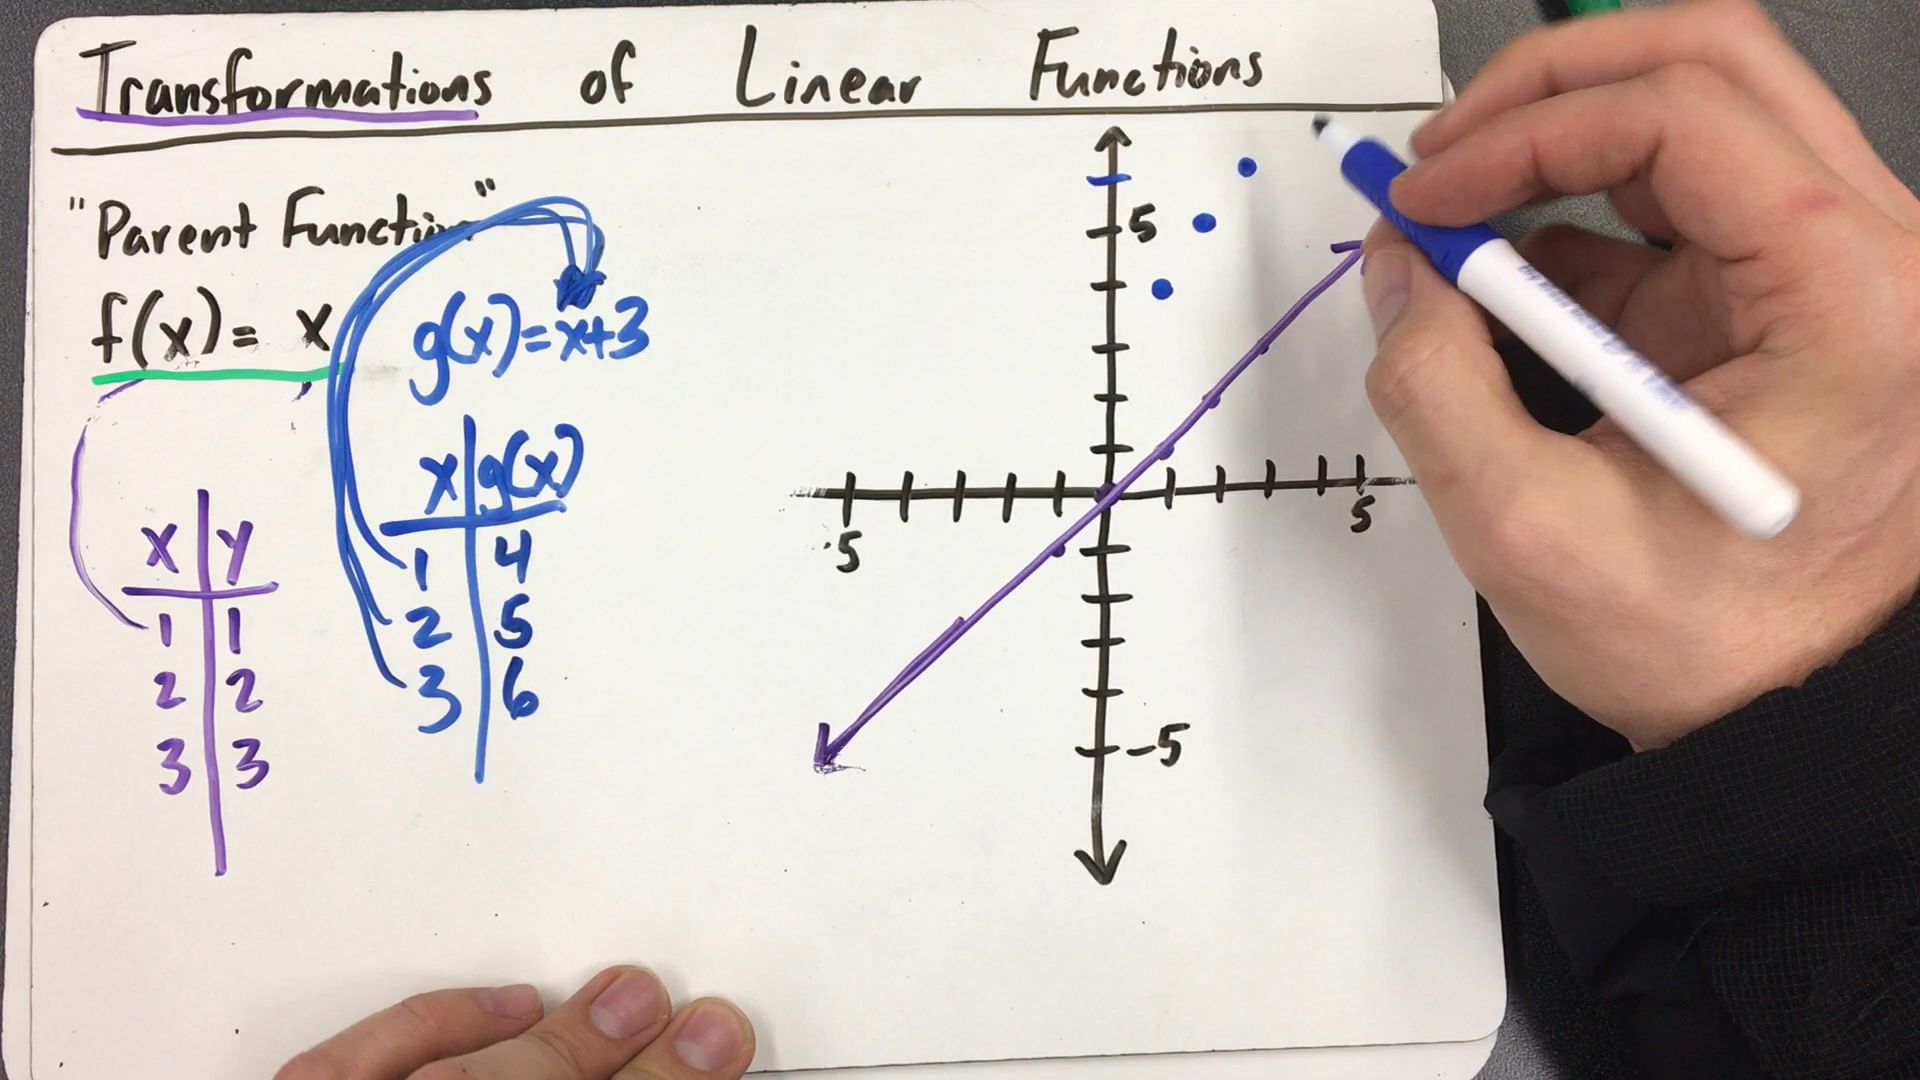 Transformations of Linear Functions
"Parent Function"
f(x) = x
g(x)=x+3
x y
1 1
2 2
3 3
x g(x)
1 4
2 5
3 6
5
-5
5
-5